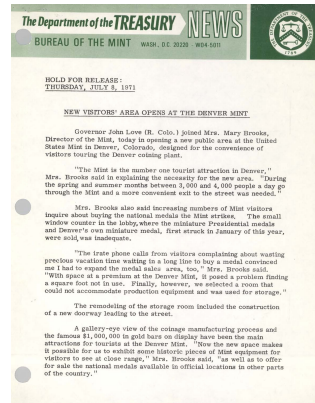 The Department of the TREASURY NEWS
BUREAU OF THE MINT WASH., D.C. 20220 - WO4-5011
HOLD FOR RELEASE:
THURSDAY, JULY 8, 1971
NEW VISITORS' AREA OPENS AT THE DENVER MINT
Governor John Love (R. Colo.) joined Mrs. Mary Brooks,
Director of the Mint, today in opening a new public area at the United
States Mint in Denver, Colorado, designed for the convenience of
visitors touring the Denver coining plant.
"The Mint is the number one tourist attraction in Denver,"
Mrs. Brooks said in explaining the necessity for the new area. "During
the spring and summer months between 3,000 and 4,000 people a day go
through the Mint and a more convenient exit to the street was needed."
Mrs. Brooks also said increasing numbers of Mint visitors
inquire about buying the national medals the Mint strikes. The small
window counter in the lobby, where the miniature Presidential medals
and Denver's own miniature medal, first struck in January of this year,
were sold, was inadequate.
"The irate phone calls from visitors complaining about wasting
precious vacation time waiting in a long line to buy a medal convinced
me I had to expand the medal sales area, too," Mrs. Brooks said.
"With space at a premium at the Denver Mint, it posed a problem finding
a square foot not in use. Finally, however, we selected a room that
could not accommodate production equipment and was used for storage."
The remodeling of the storage room included the construction
of a new doorway leading to the street.
A gallery-eye view of the coinage manufacturing process and
the famous $1,000,000 in gold bars on display have been the main
attractions for tourists at the Denver Mint. "Now the new space makes
it possible for us to exhibit some historic pieces of Mint equipment for
visitors to see at close range," Mrs. Brooks said, "as well as to offer
for sale the national medals available in official locations in other parts
of the country."